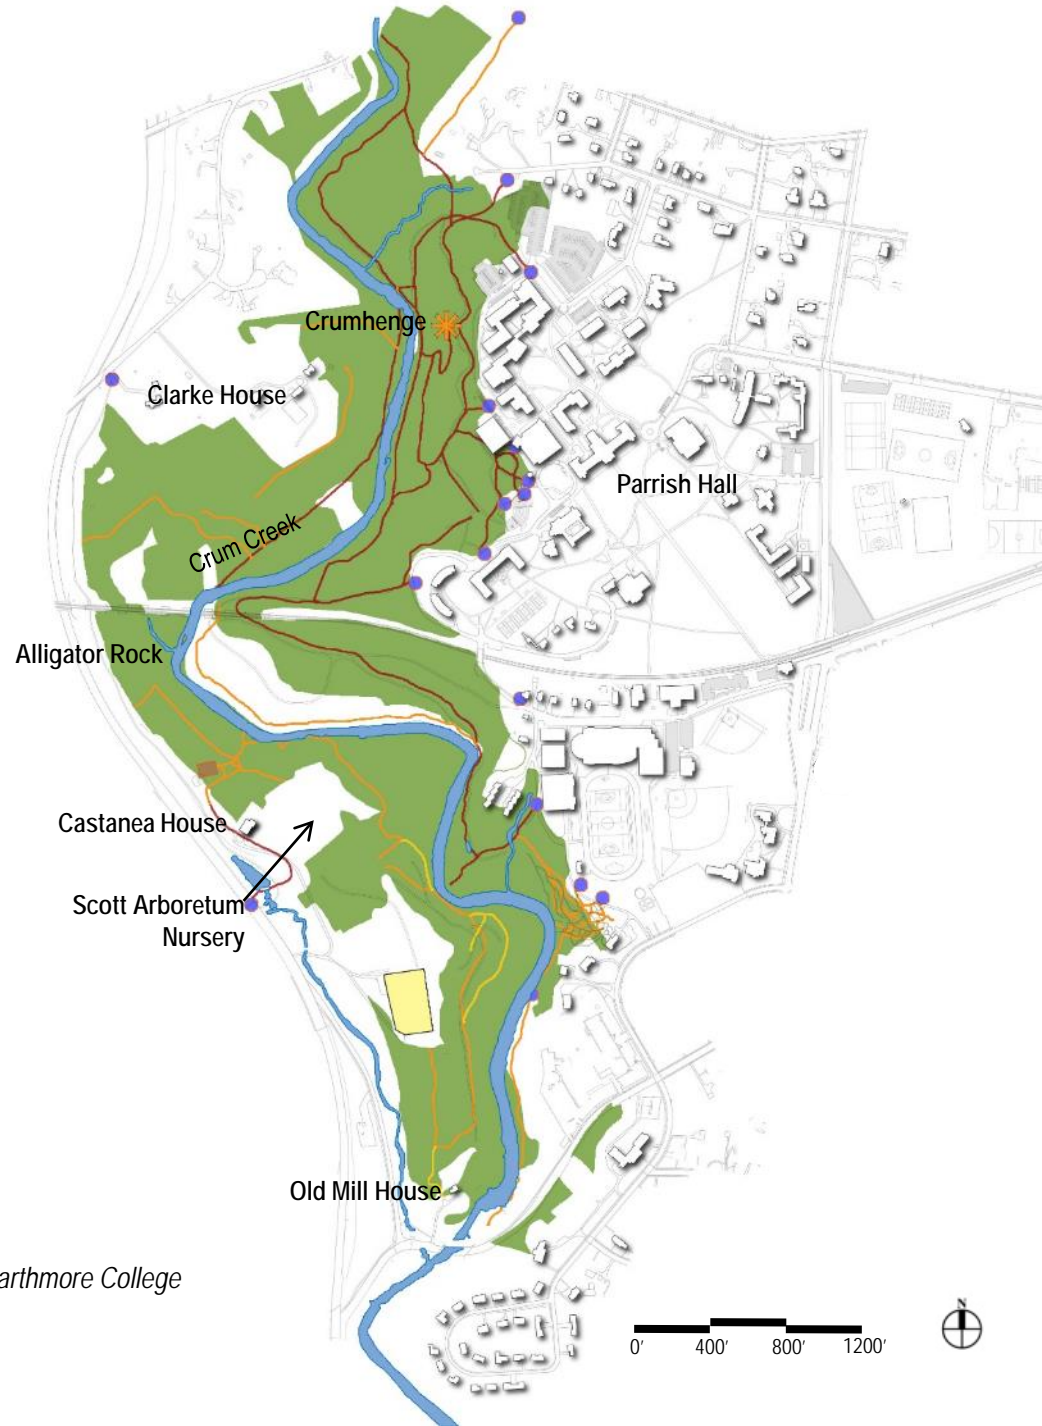 Crumhenge
Clarke House
Parrish Hall
Crum Creek
Alligator Rock
Castanea House
Scott Arboretum
Nursery
Old Mill House
arthmore College
N
0' 400' 800' 1200'